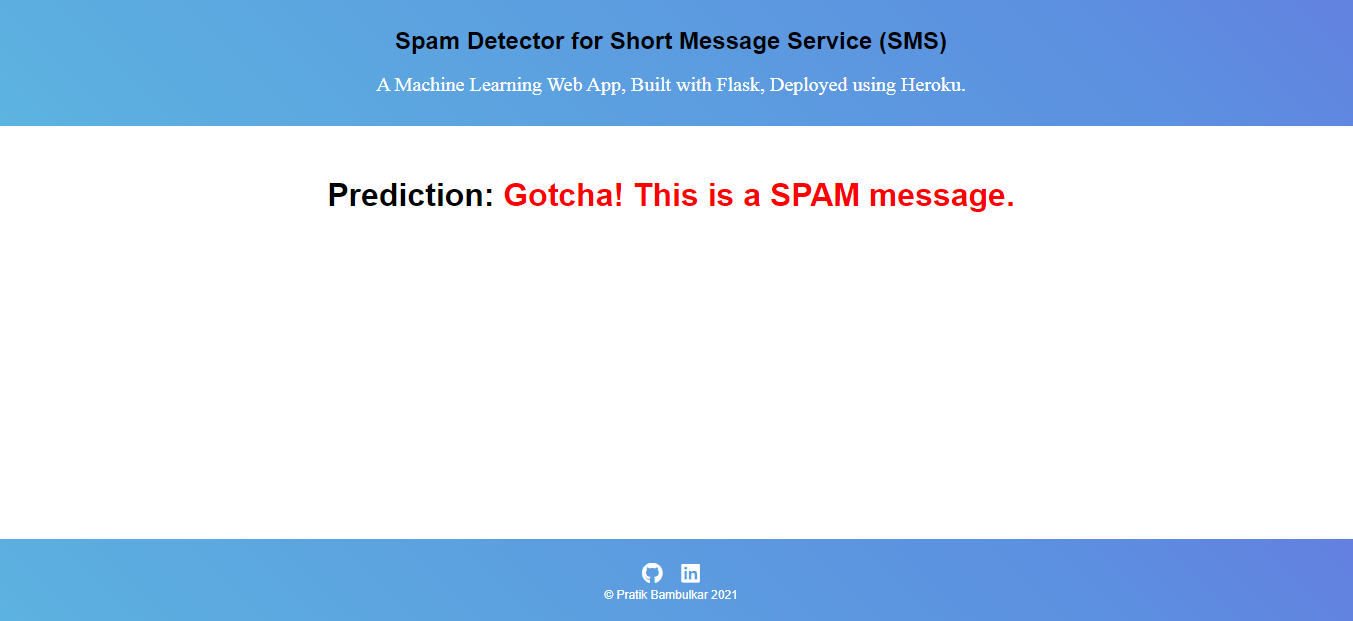 Spam Detector for Short Message Service (SMS)
A Machine Learning Web App, Built with Flask, Deployed using Heroku.
Prediction: Gotcha! This is a SPAM message.
in
© Pratik Bambulkar 2021